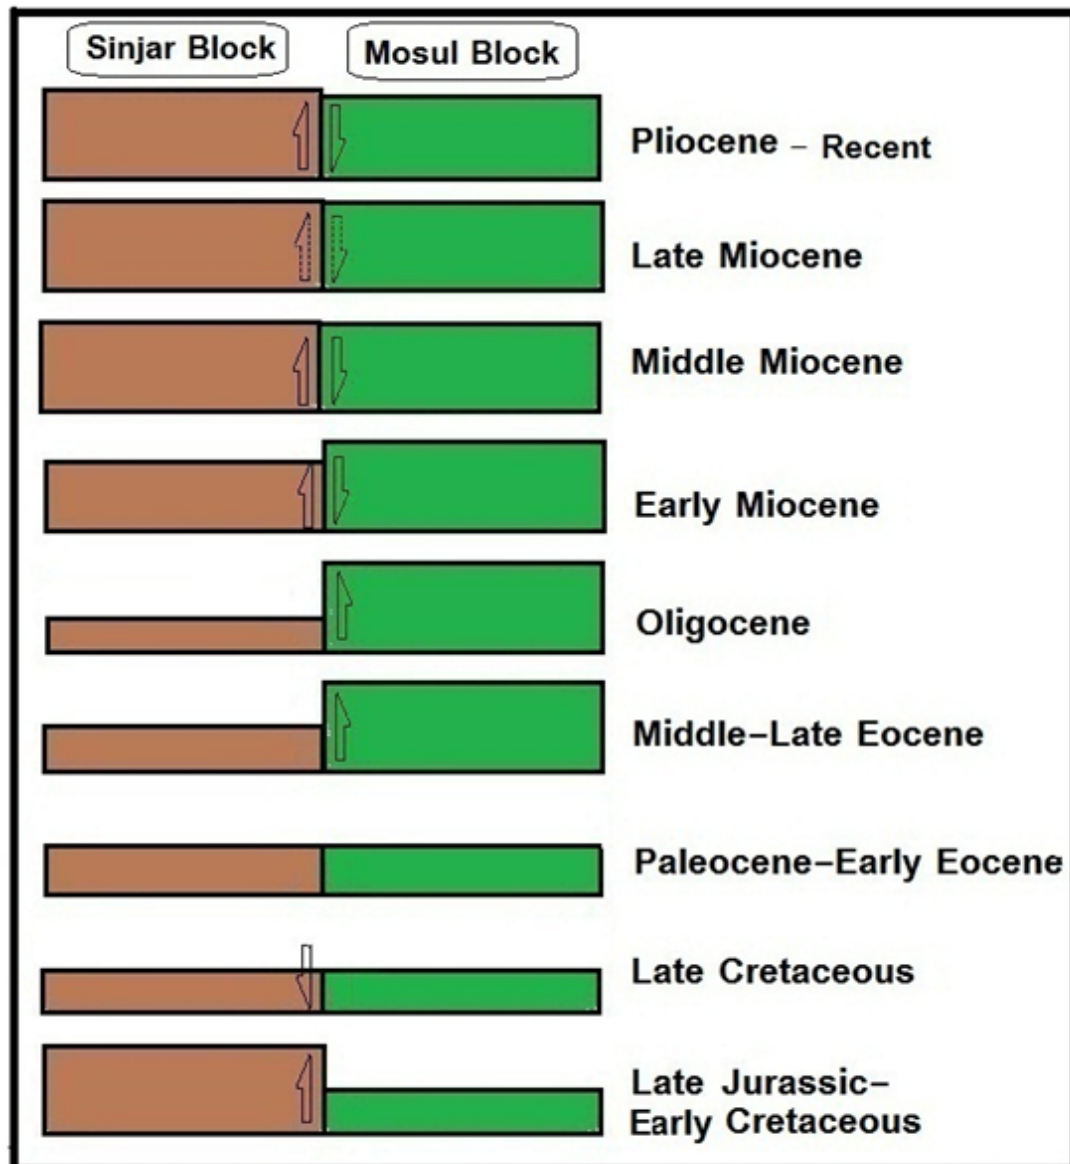 Sinjar Block
Mosul Block
Pliocene – Recent
Late Miocene
Middle Miocene
Early Miocene
Oligocene
Middle–Late Eocene
Paleocene–Early Eocene
Late Cretaceous
Late Jurassic–
Early Cretaceous